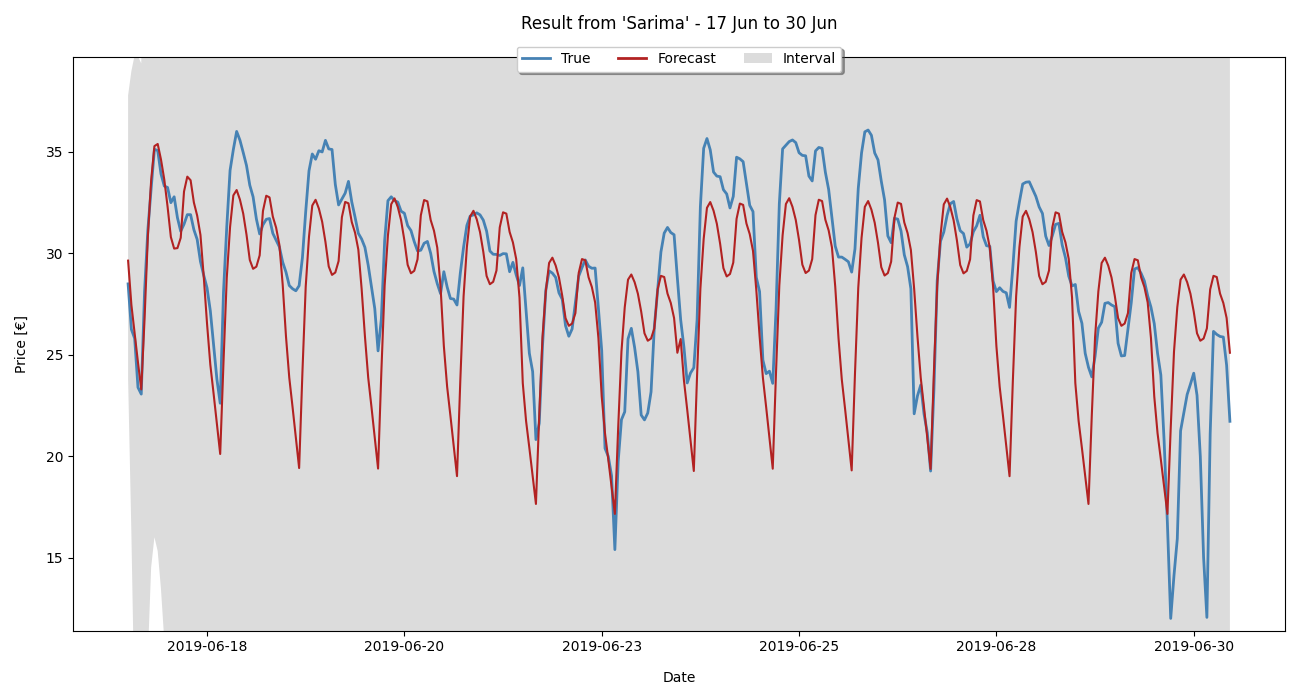 Result from 'Sarima' - 17 Jun to 30 Jun
True Forecast Interval
35
30
25
20
15
Price [€]
2019-06-18 2019-06-20 2019-06-23 2019-06-25 2019-06-28 2019-06-30
Date